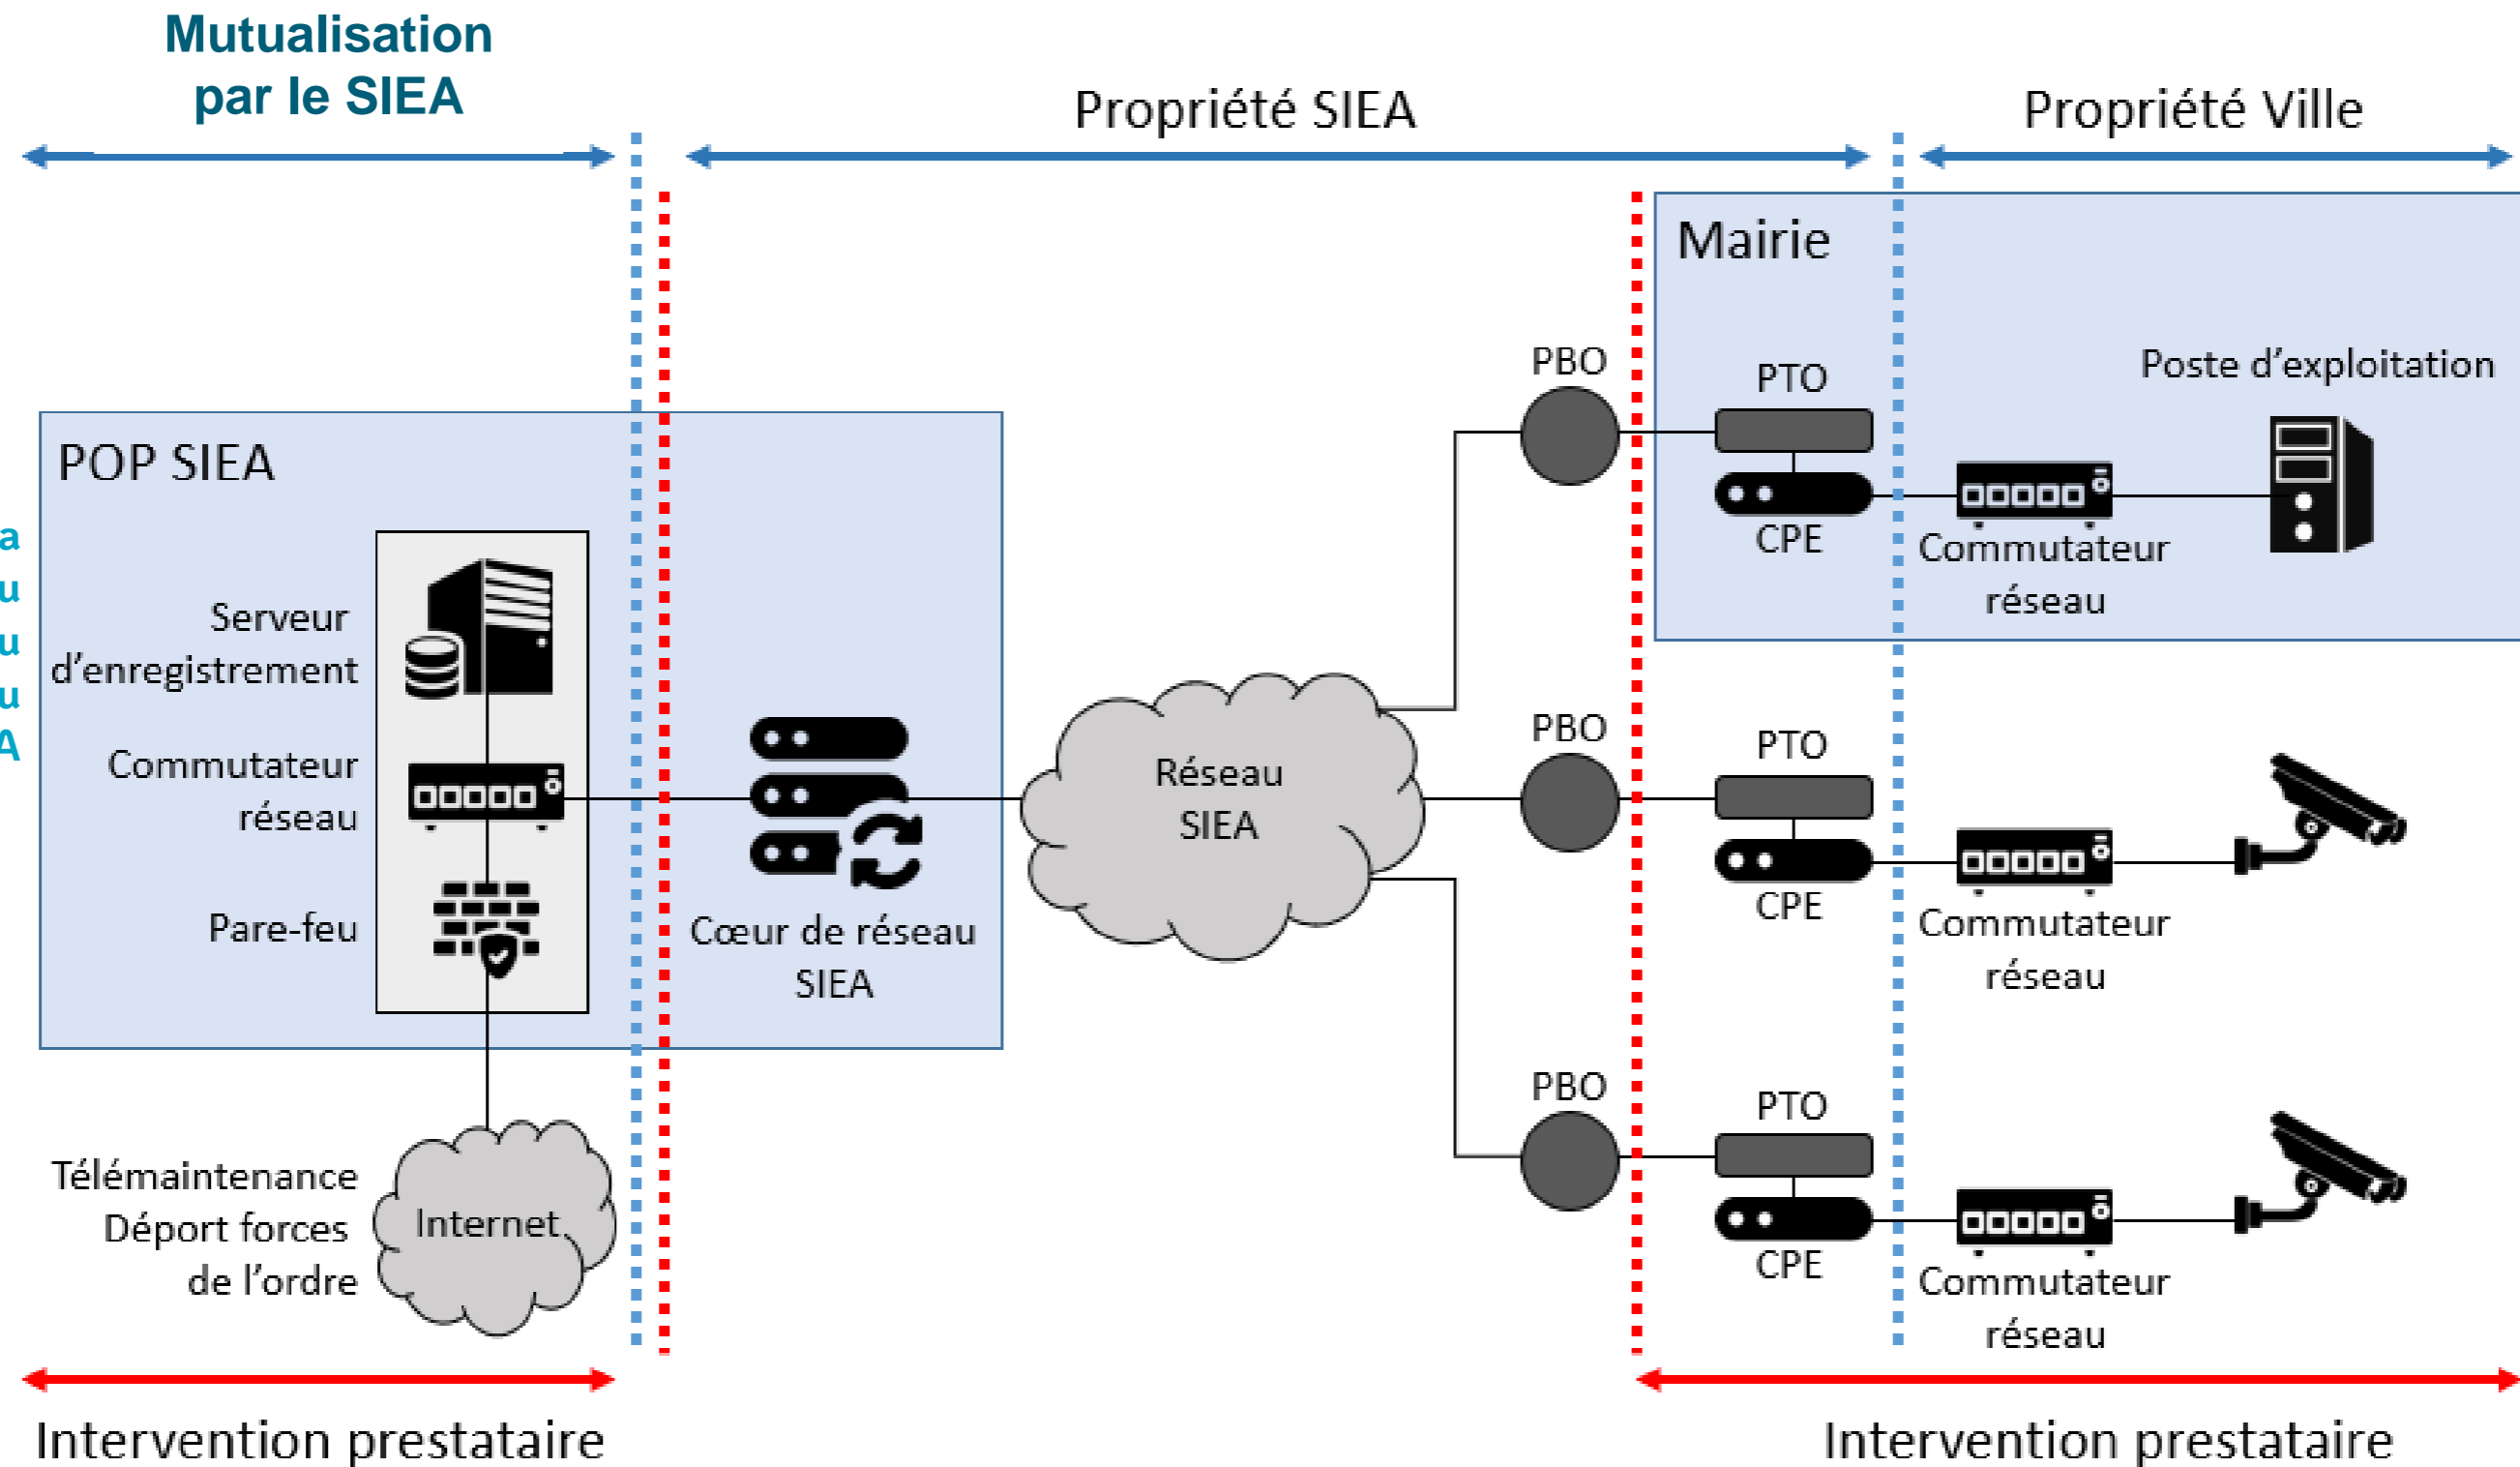 Mutualisation
par le SIEA
Propriété SIEA
Propriété Ville
Mairie
POP SIEA
Serveur
d'enregistrement
Commutateur
réseau
Pare-feu
Cœur de réseau
SIEA
Réseau
SIEA
Télémaintenance
Déport forces
de l'ordre
Internet
PBO
PTO
CPE
Commutateur
réseau
Poste d'exploitation
PBO
PTO
CPE
Commutateur
réseau
PBO
PTO
CPE
Commutateur
réseau
Intervention prestataire
Intervention prestataire
a
u
u
u
A